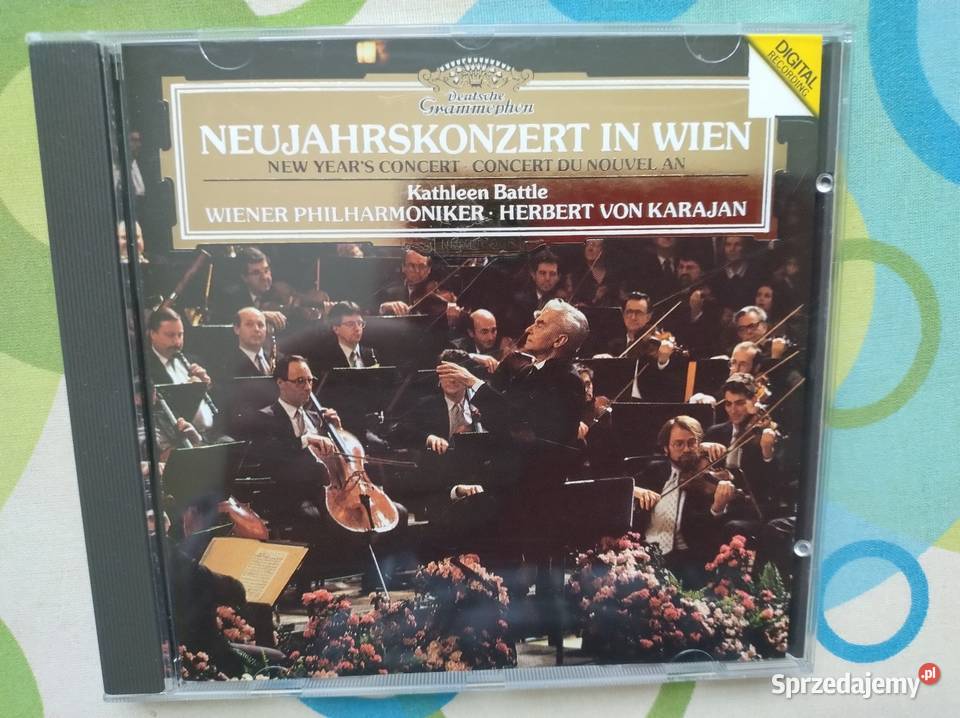 DIGITAL
RECORDING
Deutsche
Grammophon
NEUJAHRSKONZERT IN WIEN
NEW YEAR'S CONCERT · CONCERT DU NOUVEL AN
Kathleen Battle
WIENER PHILHARMONIKER · HERBERT VON KARAJAN
Sprzedajemy.pl